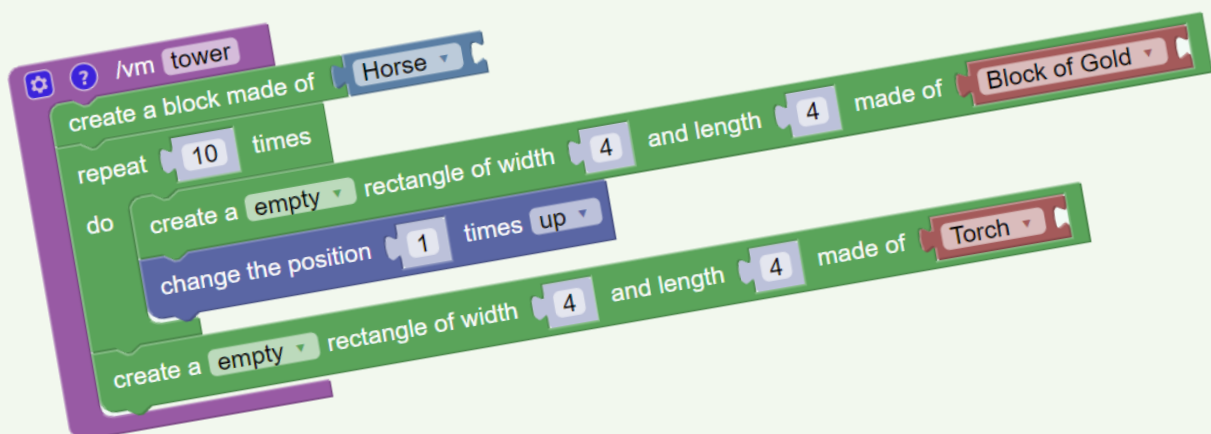 ? /vm tower
create a block made of Horse
repeat 10 times
do create a empty rectangle of width 4 and length 4 made of Block of Gold
change the position 1 times up
create a empty rectangle of width 4 and length 4 made of Torch